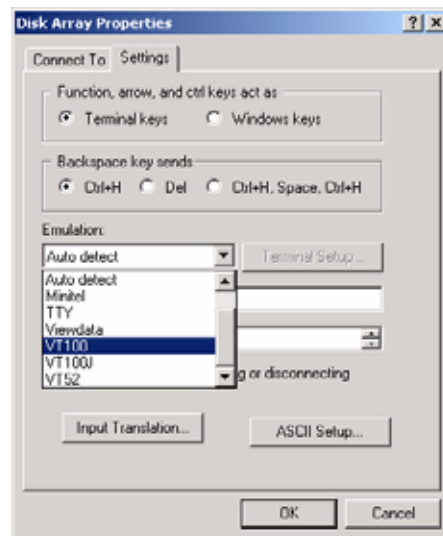 Disk Array Properties
Connect To Settings
Function, arrow, and ctrl keys act as
Terminal keys Windows keys
Backspace key sends
Ctrl+H Del Ctrl+H, Space, Ctrl+H
Emulation:
Auto detect Terminal Setup...
Auto detect
Minitel
TTY
Viewdata
VT100
VT100J
VT52
g or disconnecting
Input Translation... ASCII Setup...
OK Cancel